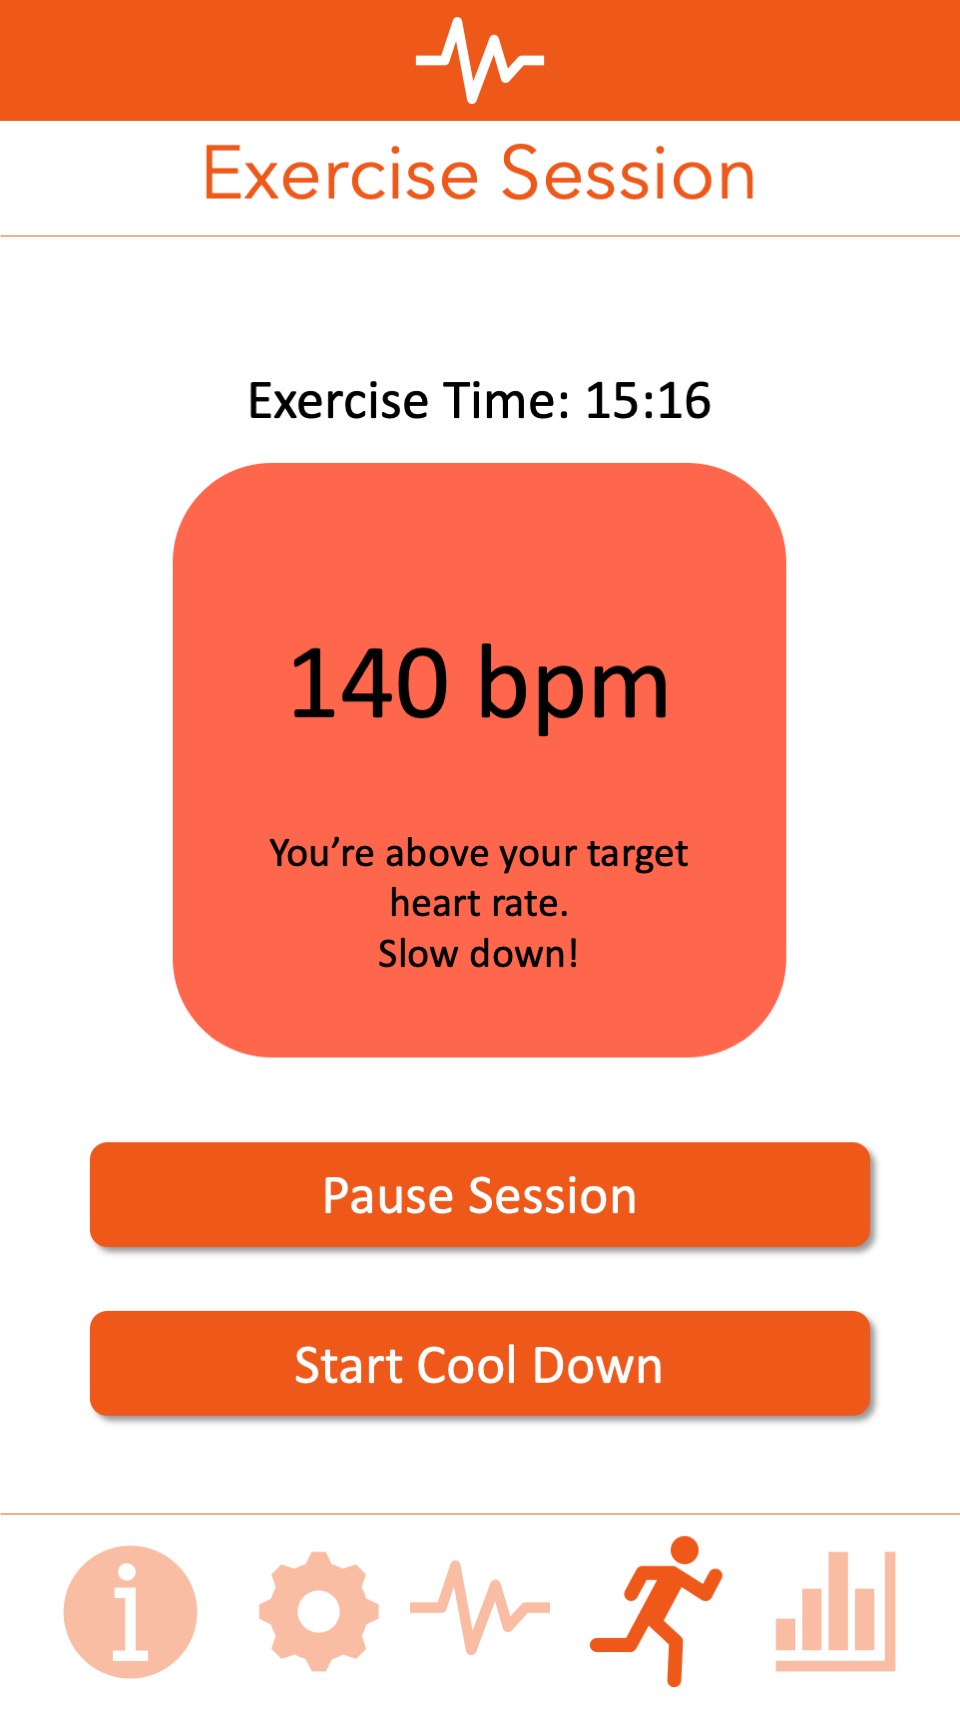 Exercise Session
Exercise Time: 15:16
140 bpm
You’re above your target
heart rate.
Slow down!
Pause Session
Start Cool Down
i